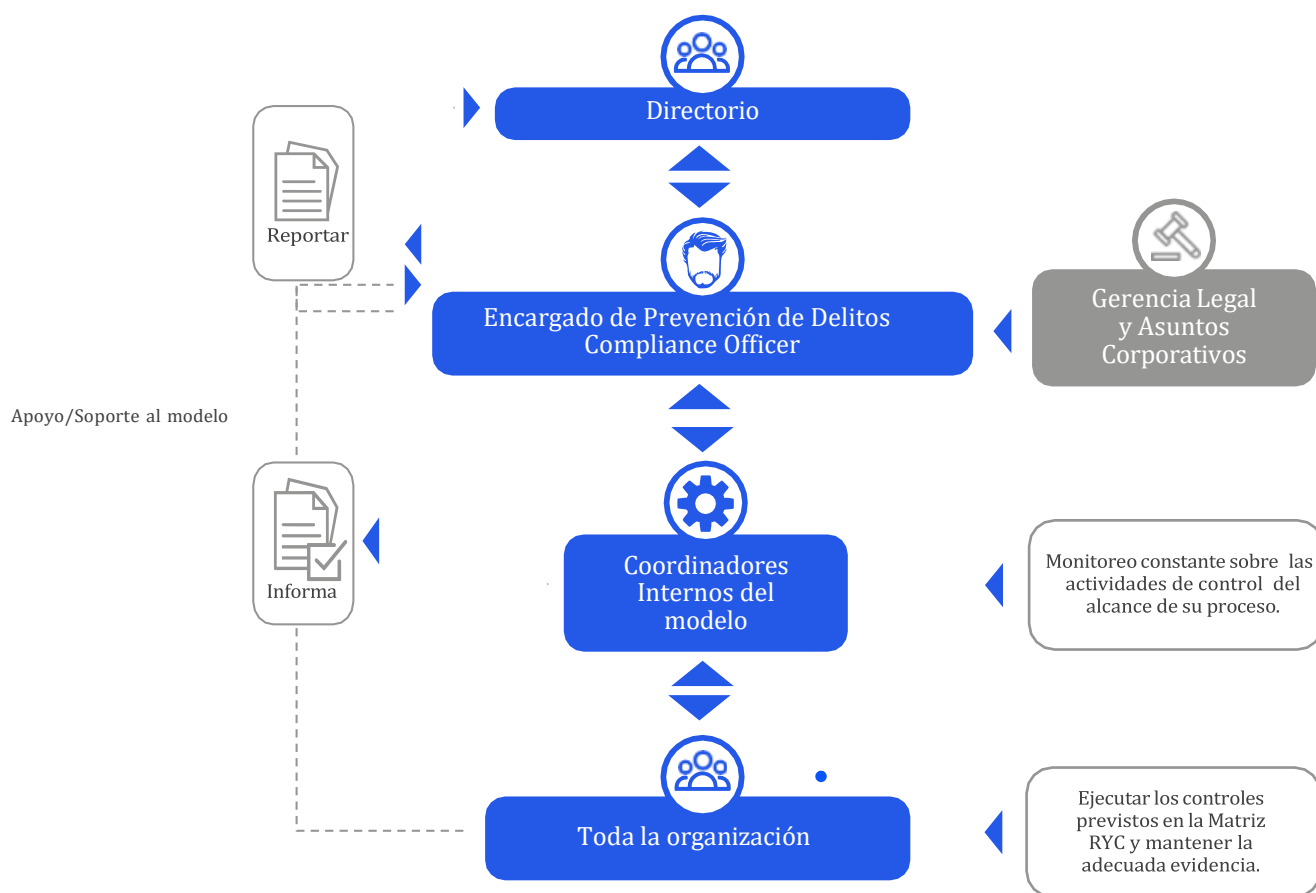 Directorio
Reportar
Encargado de Prevención de Delitos
Compliance Officer
Gerencia Legal
y Asuntos
Corporativos
Apoyo/Soporte al modelo
Informa
Coordinadores
Internos del
modelo
Monitoreo constante sobre las
actividades de control del
alcance de su proceso.
Toda la organización
Ejecutar los controles
previstos en la Matriz
RYC y mantener la
adecuada evidencia.